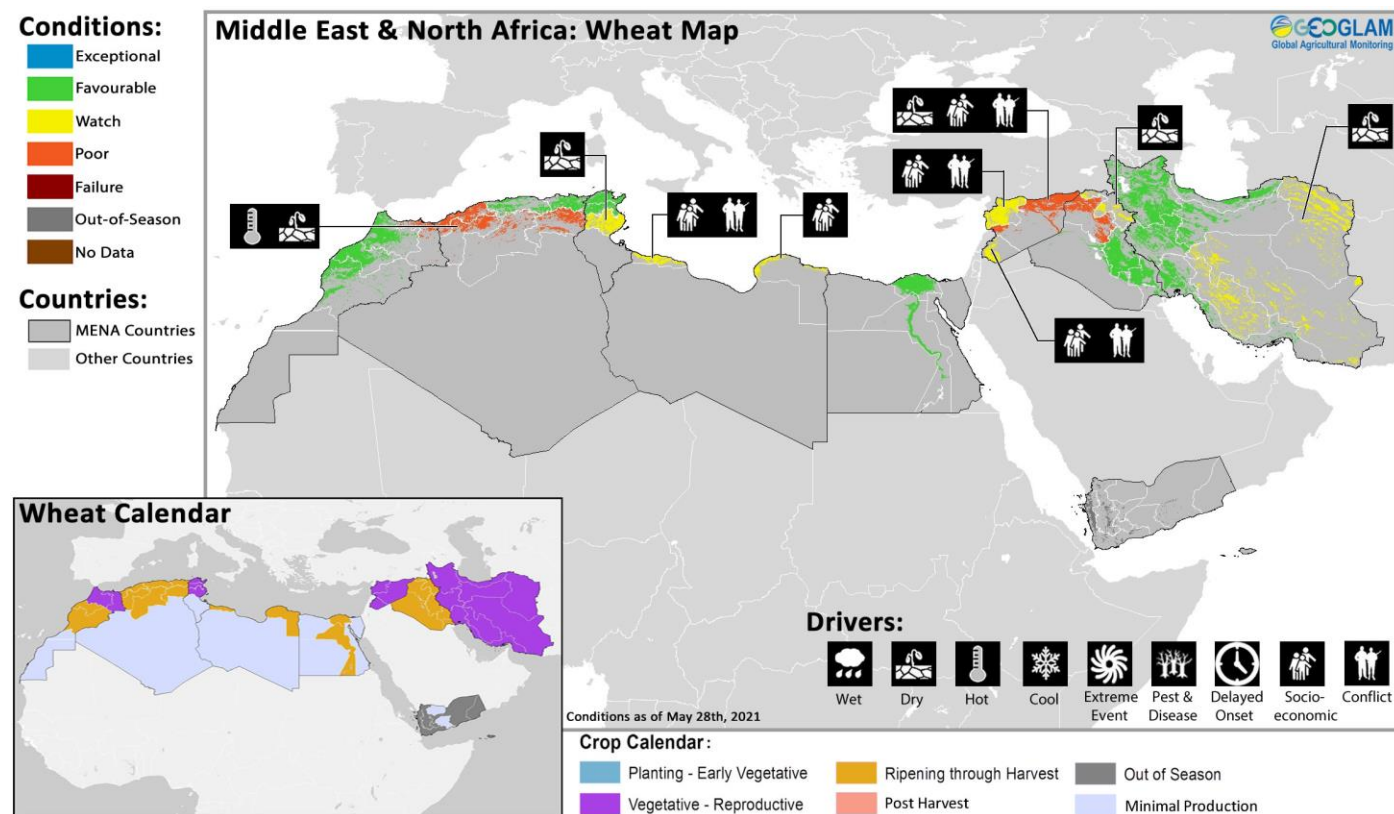 Conditions:
Exceptional
Favourable
Watch
Poor
Failure
Out-of-Season
No Data
Countries:
MENA Countries
Other Countries
Middle East & North Africa: Wheat Map
GEOGLAM
Global Agricultural Monitoring
Wheat Calendar
Drivers:
Wet
Dry
Hot
Cool
Extreme
Event
Pest &
Disease
Delayed
Onset
Socio-
economic
Conflict
Conditions as of May 28th, 2021
Crop Calendar:
Planting - Early Vegetative
Ripening through Harvest
Out of Season
Vegetative - Reproductive
Post Harvest
Minimal Production